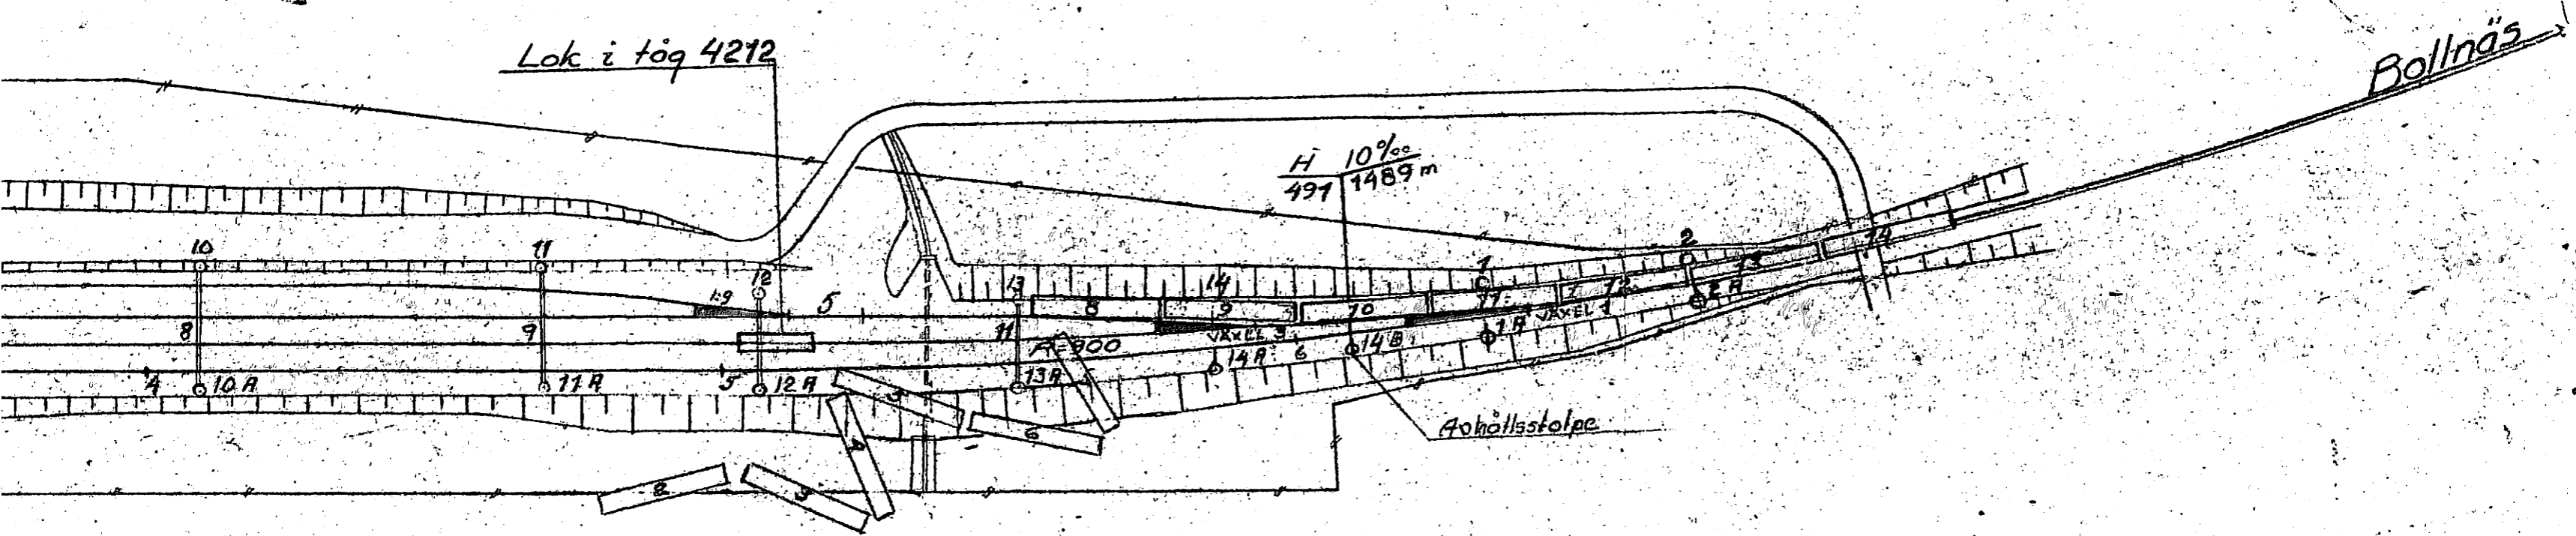 Lok i tåg 4212
Bollnäs
H 10‰
491 1489 m
10
11
12
13
14
1
2
14
13
12
11
10
9
8
1:9
5
8
9
11
R=900
VÄXEL 3
VÄXEL 1
6
14 A
14 B
1 A
2 A
4
10 A
11 A
5
12 A
13 A
5
4
6
2
3
Avhållsstolpe